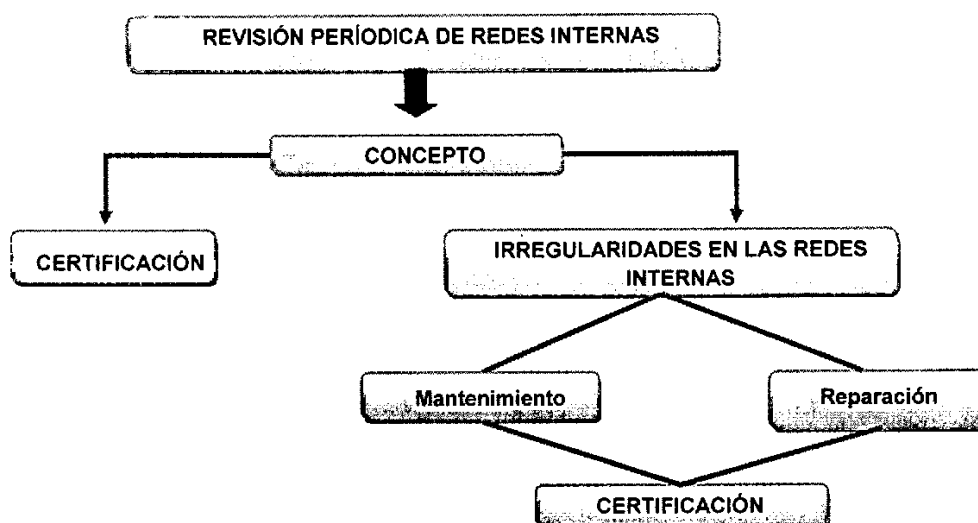 REVISIÓN PERÍODICA DE REDES INTERNAS
CONCEPTO
CERTIFICACIÓN
IRREGULARIDADES EN LAS REDES
INTERNAS
Mantenimiento
Reparación
CERTIFICACIÓN